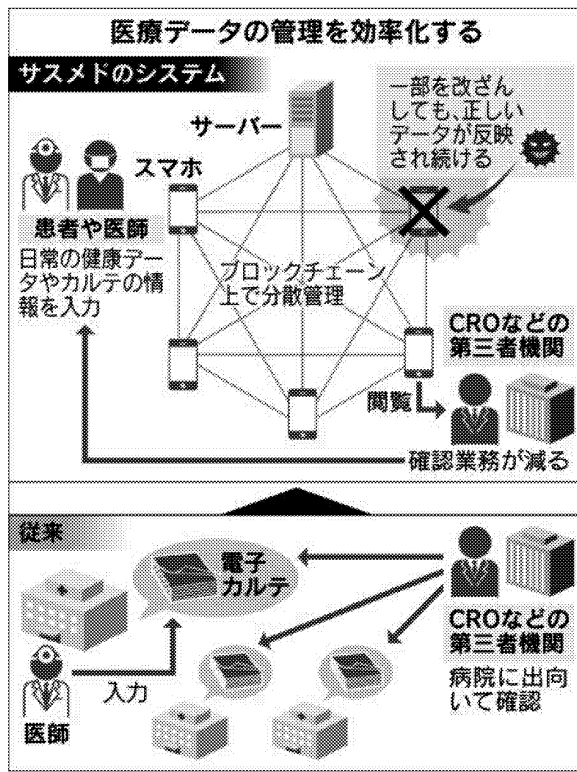 医療データの管理を効率化する
サスメドのシステム
一部を改ざん
しても、正しい
データが反映
され続ける
サーバー
スマホ
患者や医師
日常の健康デー
タやカルテの情
報を入力
ブロックチェーン
上で分散管理
CROなどの
第三者機関
閲覧
確認業務が減る
従来
電子
カルテ
CROなどの
第三者機関
病院に出向
いて確認
入力
医師